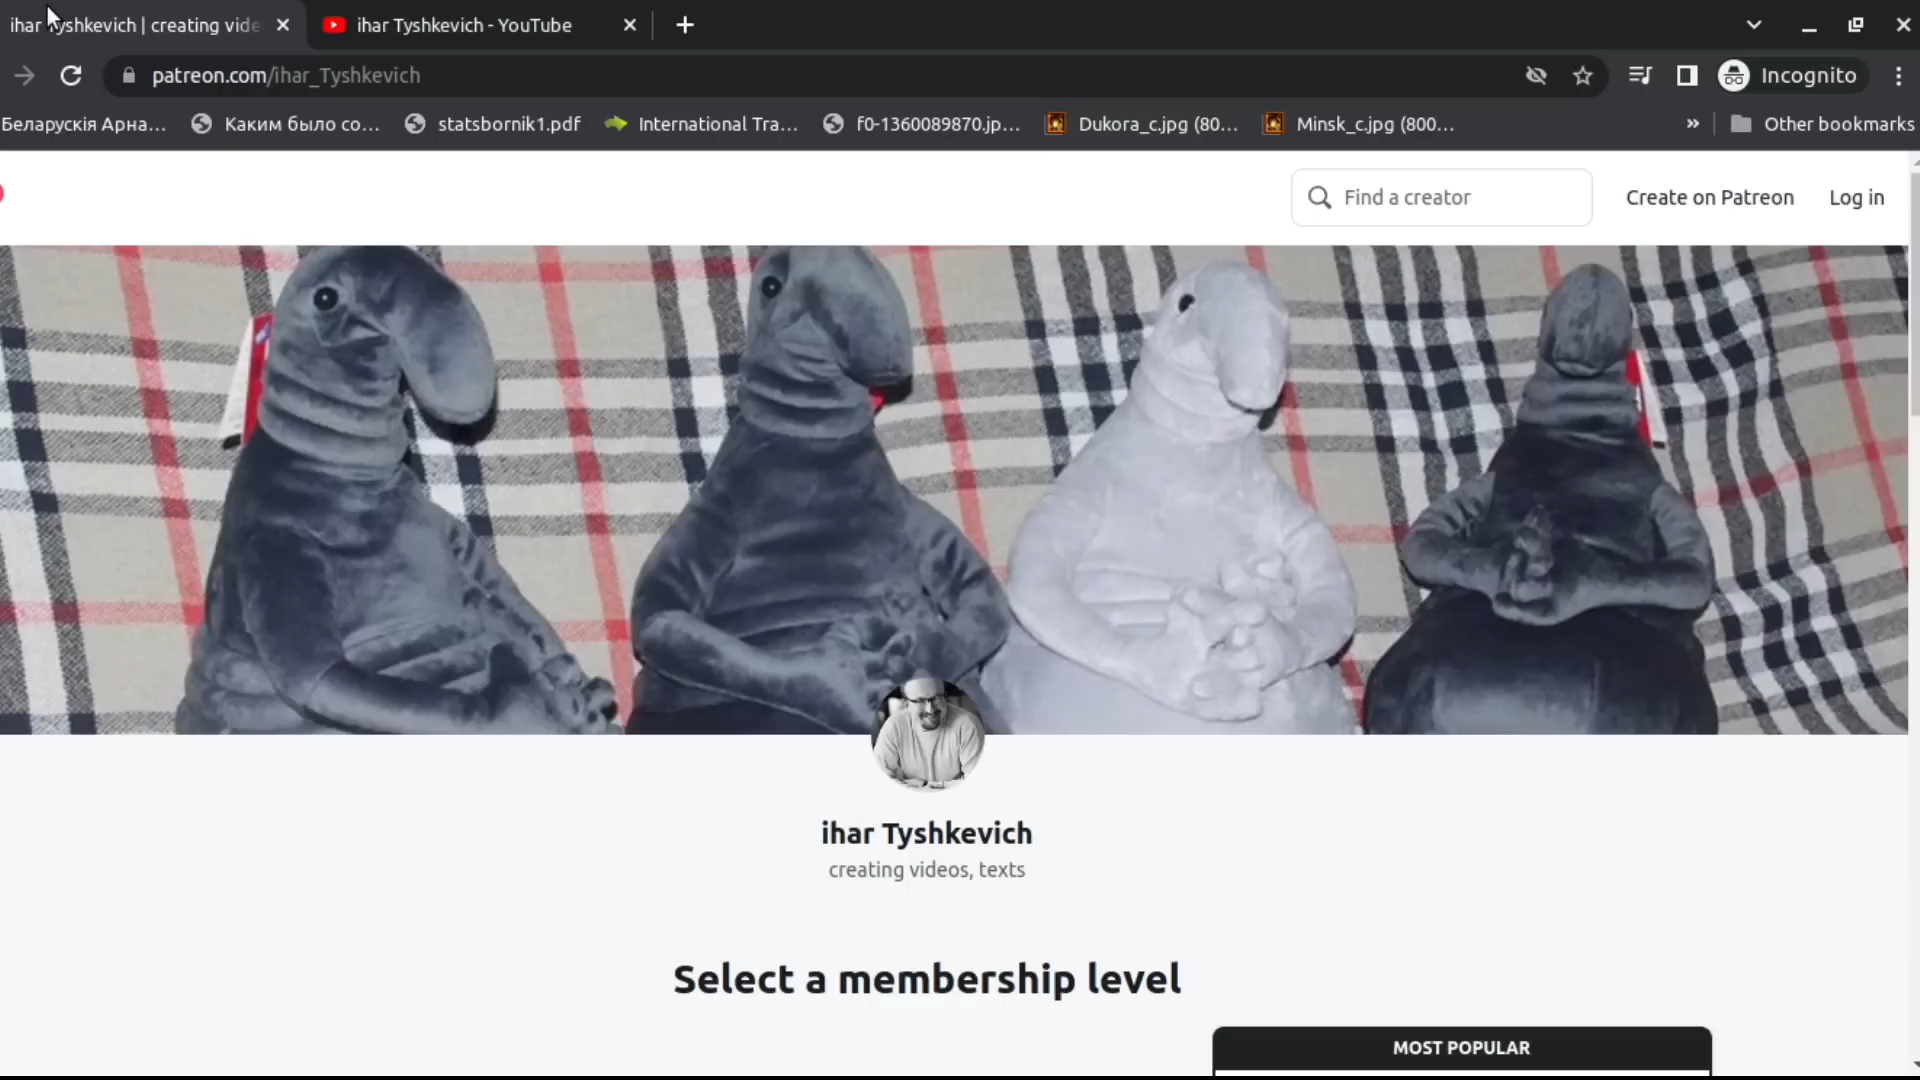 ihar Tyshkevich | creating vide
ihar Tyshkevich - YouTube
patreon.com/ihar_Tyshkevich
Incognito
Беларускія Арна...
Каким было со...
statsbornik1.pdf
International Tra...
f0-1360089870.jp...
Dukora_c.jpg (80...
Minsk_c.jpg (800...
»
Other bookmarks
Find a creator
Create on Patreon
Log in
ihar Tyshkevich
creating videos, texts
Select a membership level
MOST POPULAR